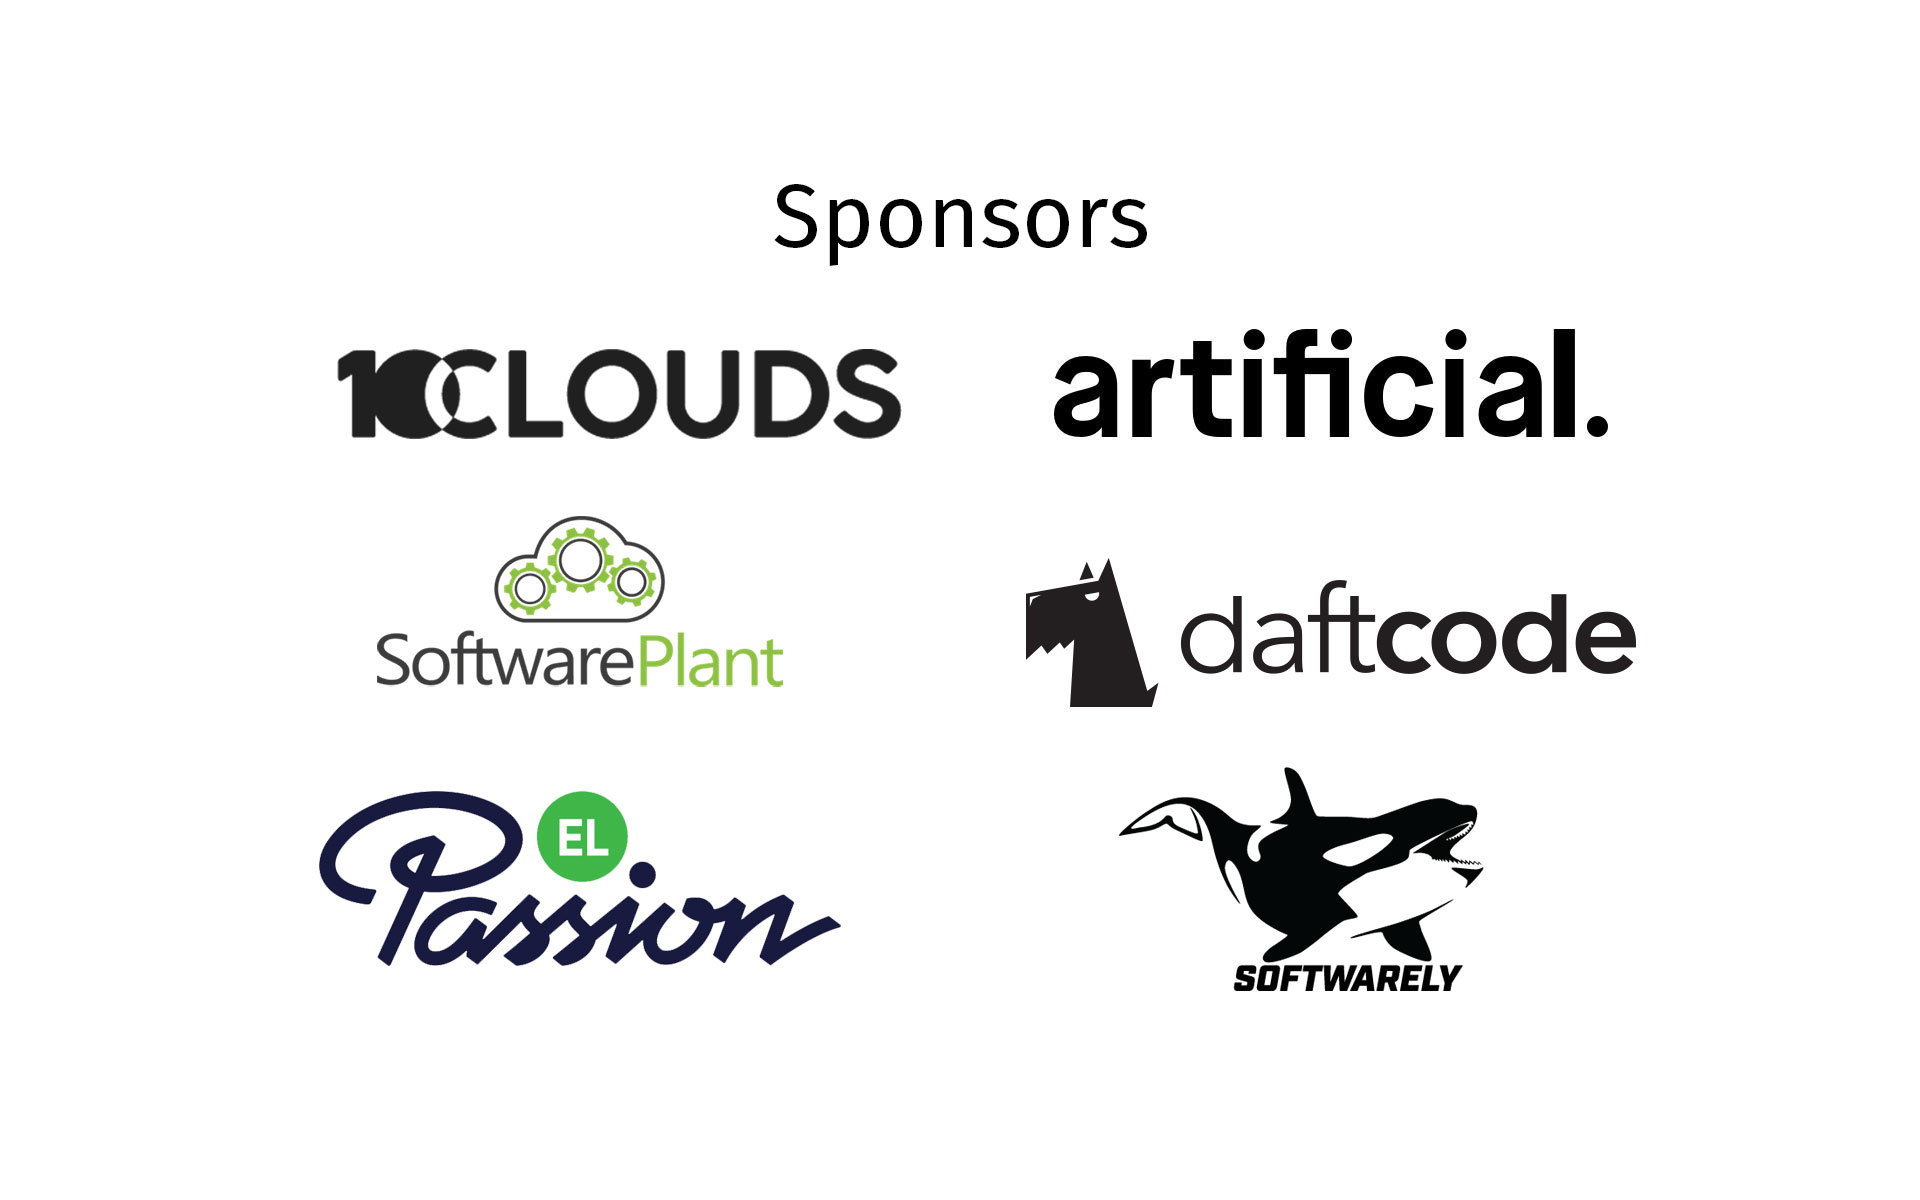 Sponsors
10CLOUDS
artificial.
SoftwarePlant
daftcode
EL
Passion
SOFTWARELY